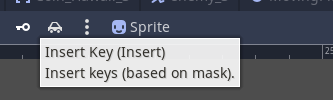 Sprite
Insert Key (Insert)
Insert keys (based on mask).